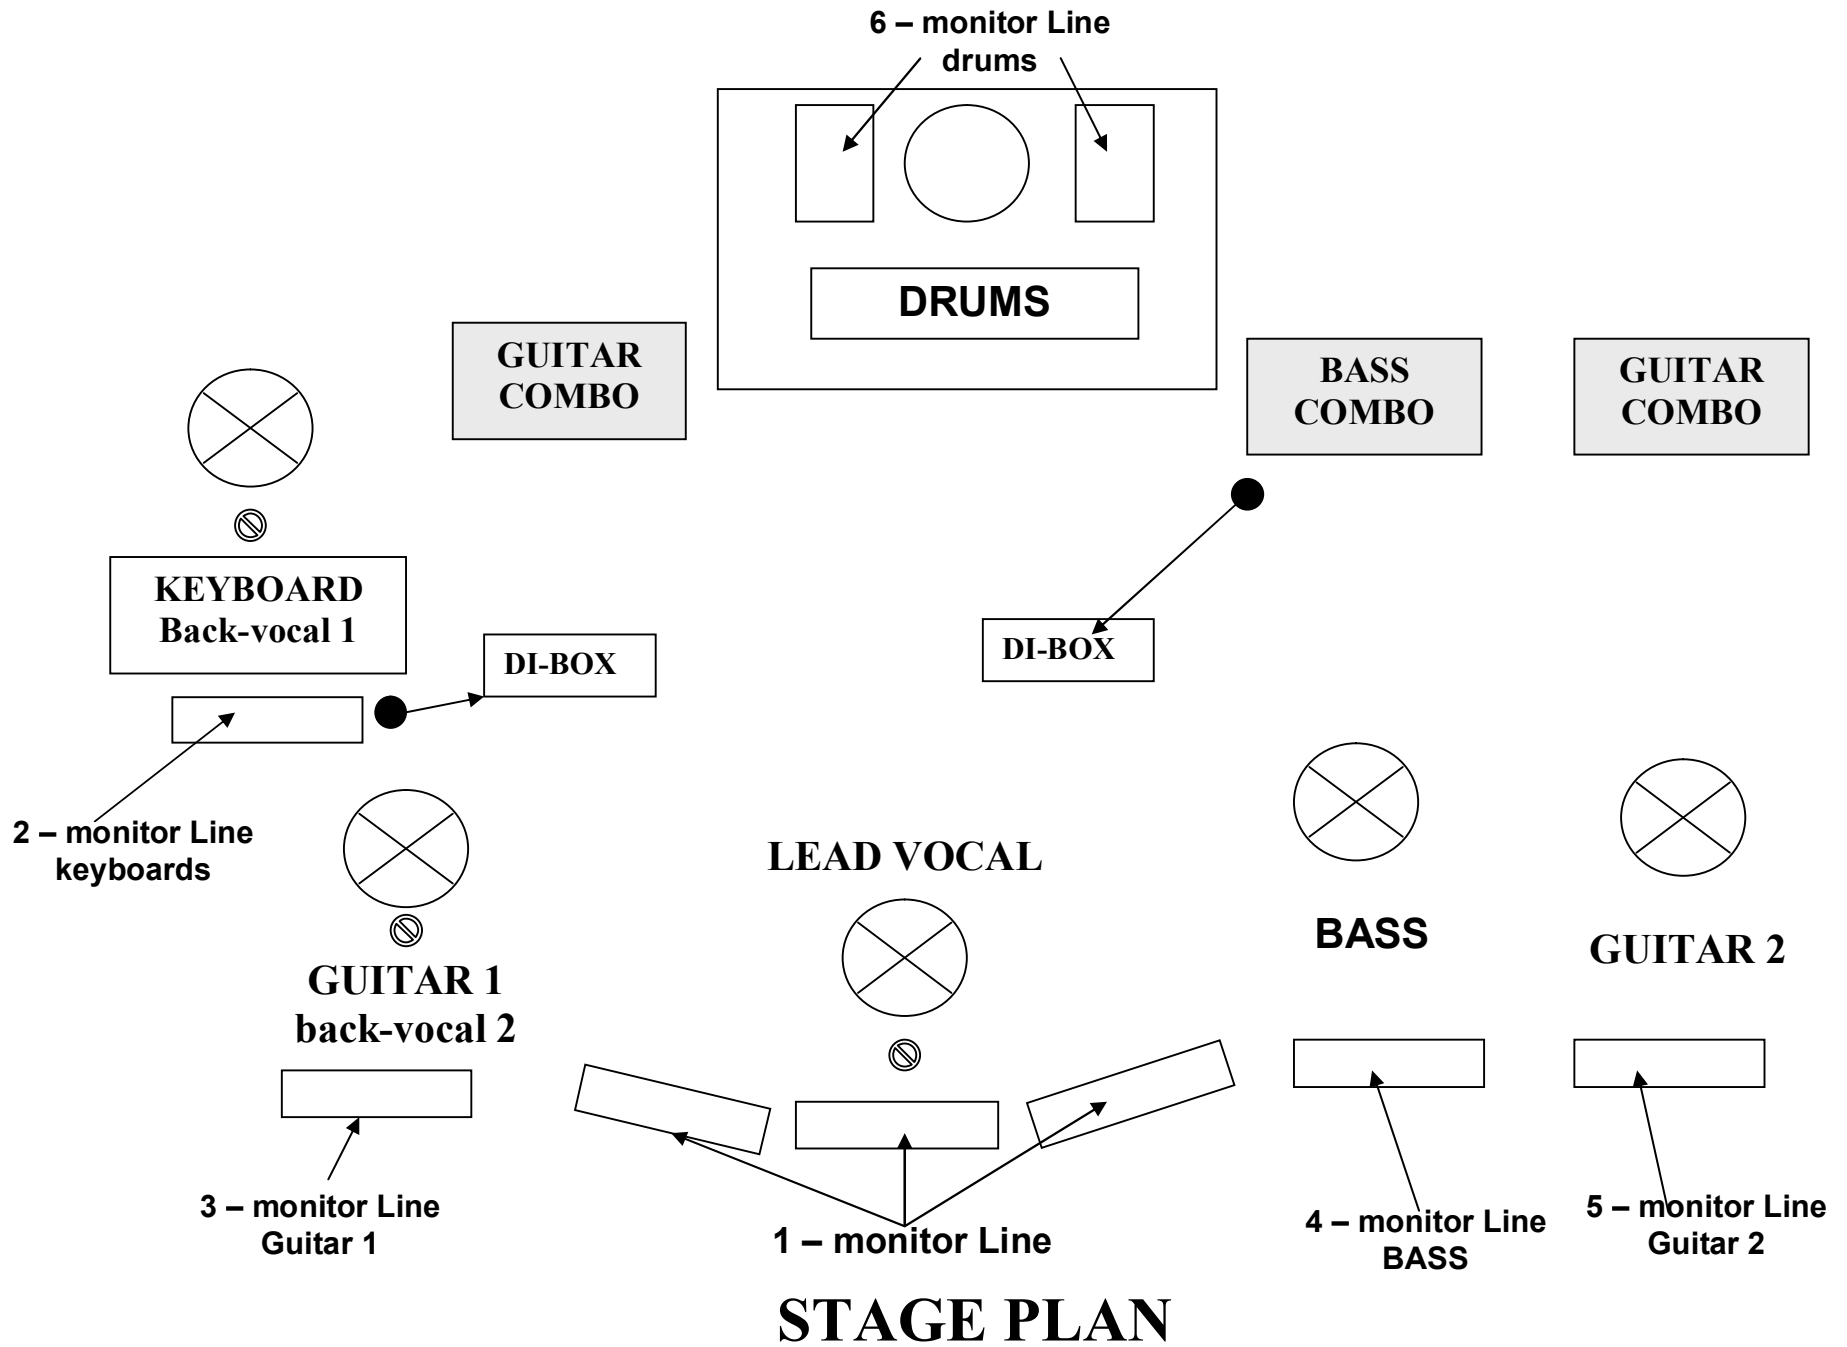 6 – monitor Line
drums
DRUMS
GUITAR
COMBO
BASS
COMBO
GUITAR
COMBO
KEYBOARD
Back-vocal 1
DI-BOX
DI-BOX
2 – monitor Line
keyboards
LEAD VOCAL
BASS
GUITAR 2
GUITAR 1
back-vocal 2
3 – monitor Line
Guitar 1
1 – monitor Line
4 – monitor Line
BASS
5 – monitor Line
Guitar 2
STAGE PLAN